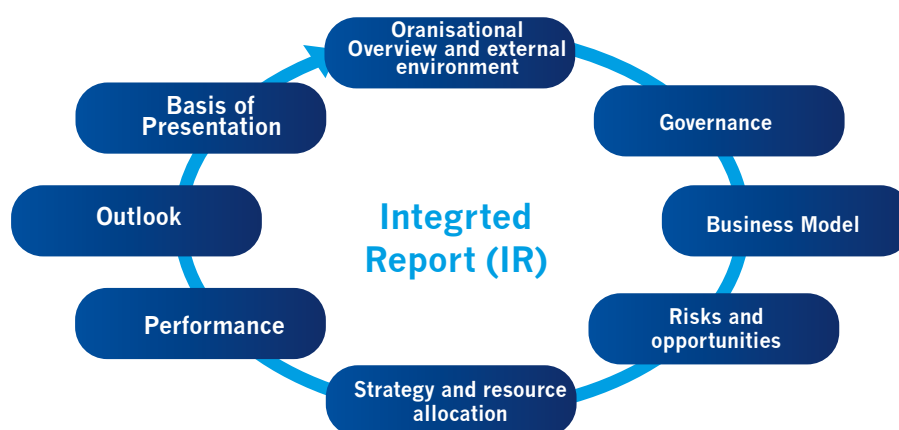 Oranisational
Overview and external
environment
Governance
Business Model
Risks and
opportunities
Strategy and resource
allocation
Performance
Outlook
Basis of
Presentation
Integrted
Report (IR)